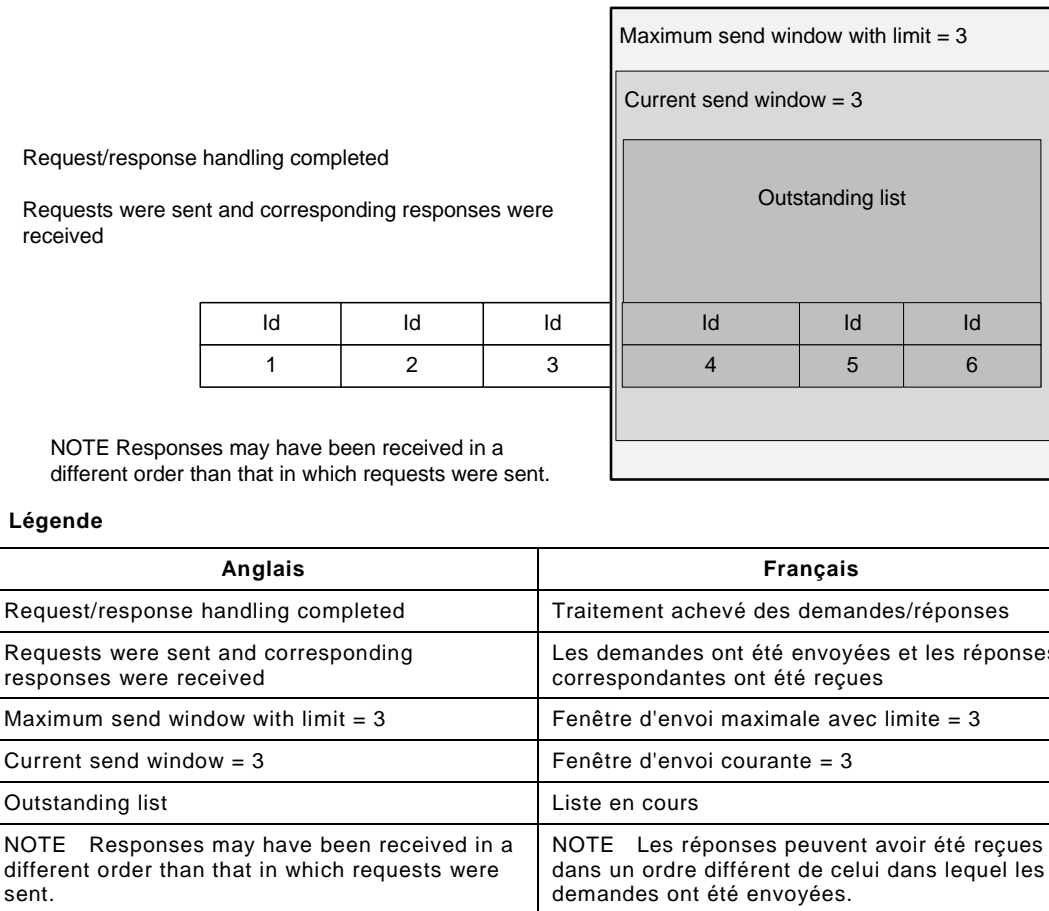 Maximum send window with limit = 3
Current send window = 3
Request/response handling completed
Outstanding list
Requests were sent and corresponding responses were
received
Id Id Id Id Id Id
1 2 3 4 5 6
NOTE Responses may have been received in a
different order than that in which requests were sent.
Légende
Anglais Français
Request/response handling completed Traitement achevé des demandes/réponses
Requests were sent and corresponding
responses were received
Les demandes ont été envoyées et les réponses
correspondantes ont été reçues
Maximum send window with limit = 3 Fenêtre d'envoi maximale avec limite = 3
Current send window = 3 Fenêtre d'envoi courante = 3
Outstanding list Liste en cours
NOTE Responses may have been received in a
different order than that in which requests were
sent.
NOTE Les réponses peuvent avoir été reçues
dans un ordre différent de celui dans lequel les
demandes ont été envoyées.